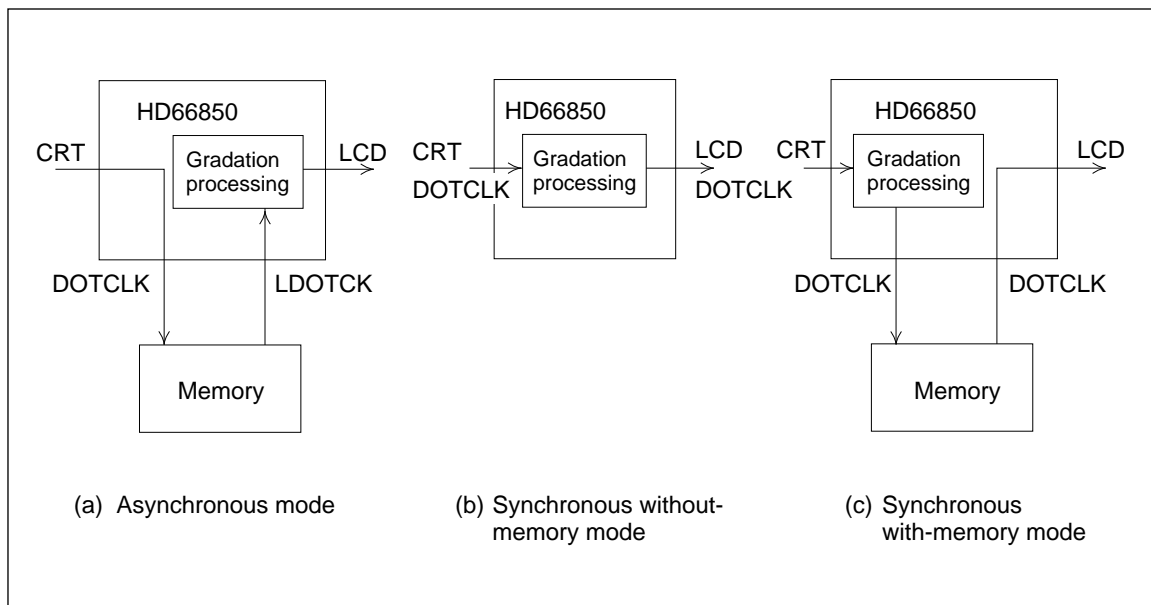 HD66850
CRT
Gradation
processing
LCD
DOTCLK
LDOTCK
Memory
(a) Asynchronous mode
HD66850
CRT
DOTCLK
Gradation
processing
LCD
DOTCLK
(b) Synchronous without-
memory mode
HD66850
CRT
Gradation
processing
LCD
DOTCLK
DOTCLK
Memory
(c) Synchronous
with-memory mode